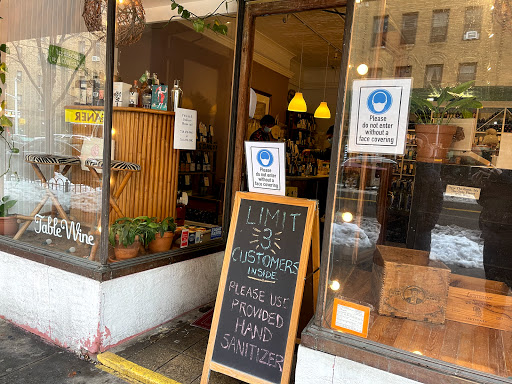 Table Wine
Please
do not enter
without a
face covering
Please
do not enter
without a
face covering
LIMIT
3
CUSTOMERS
INSIDE
PLEASE USE
PROVIDED
HAND
SANITIZER